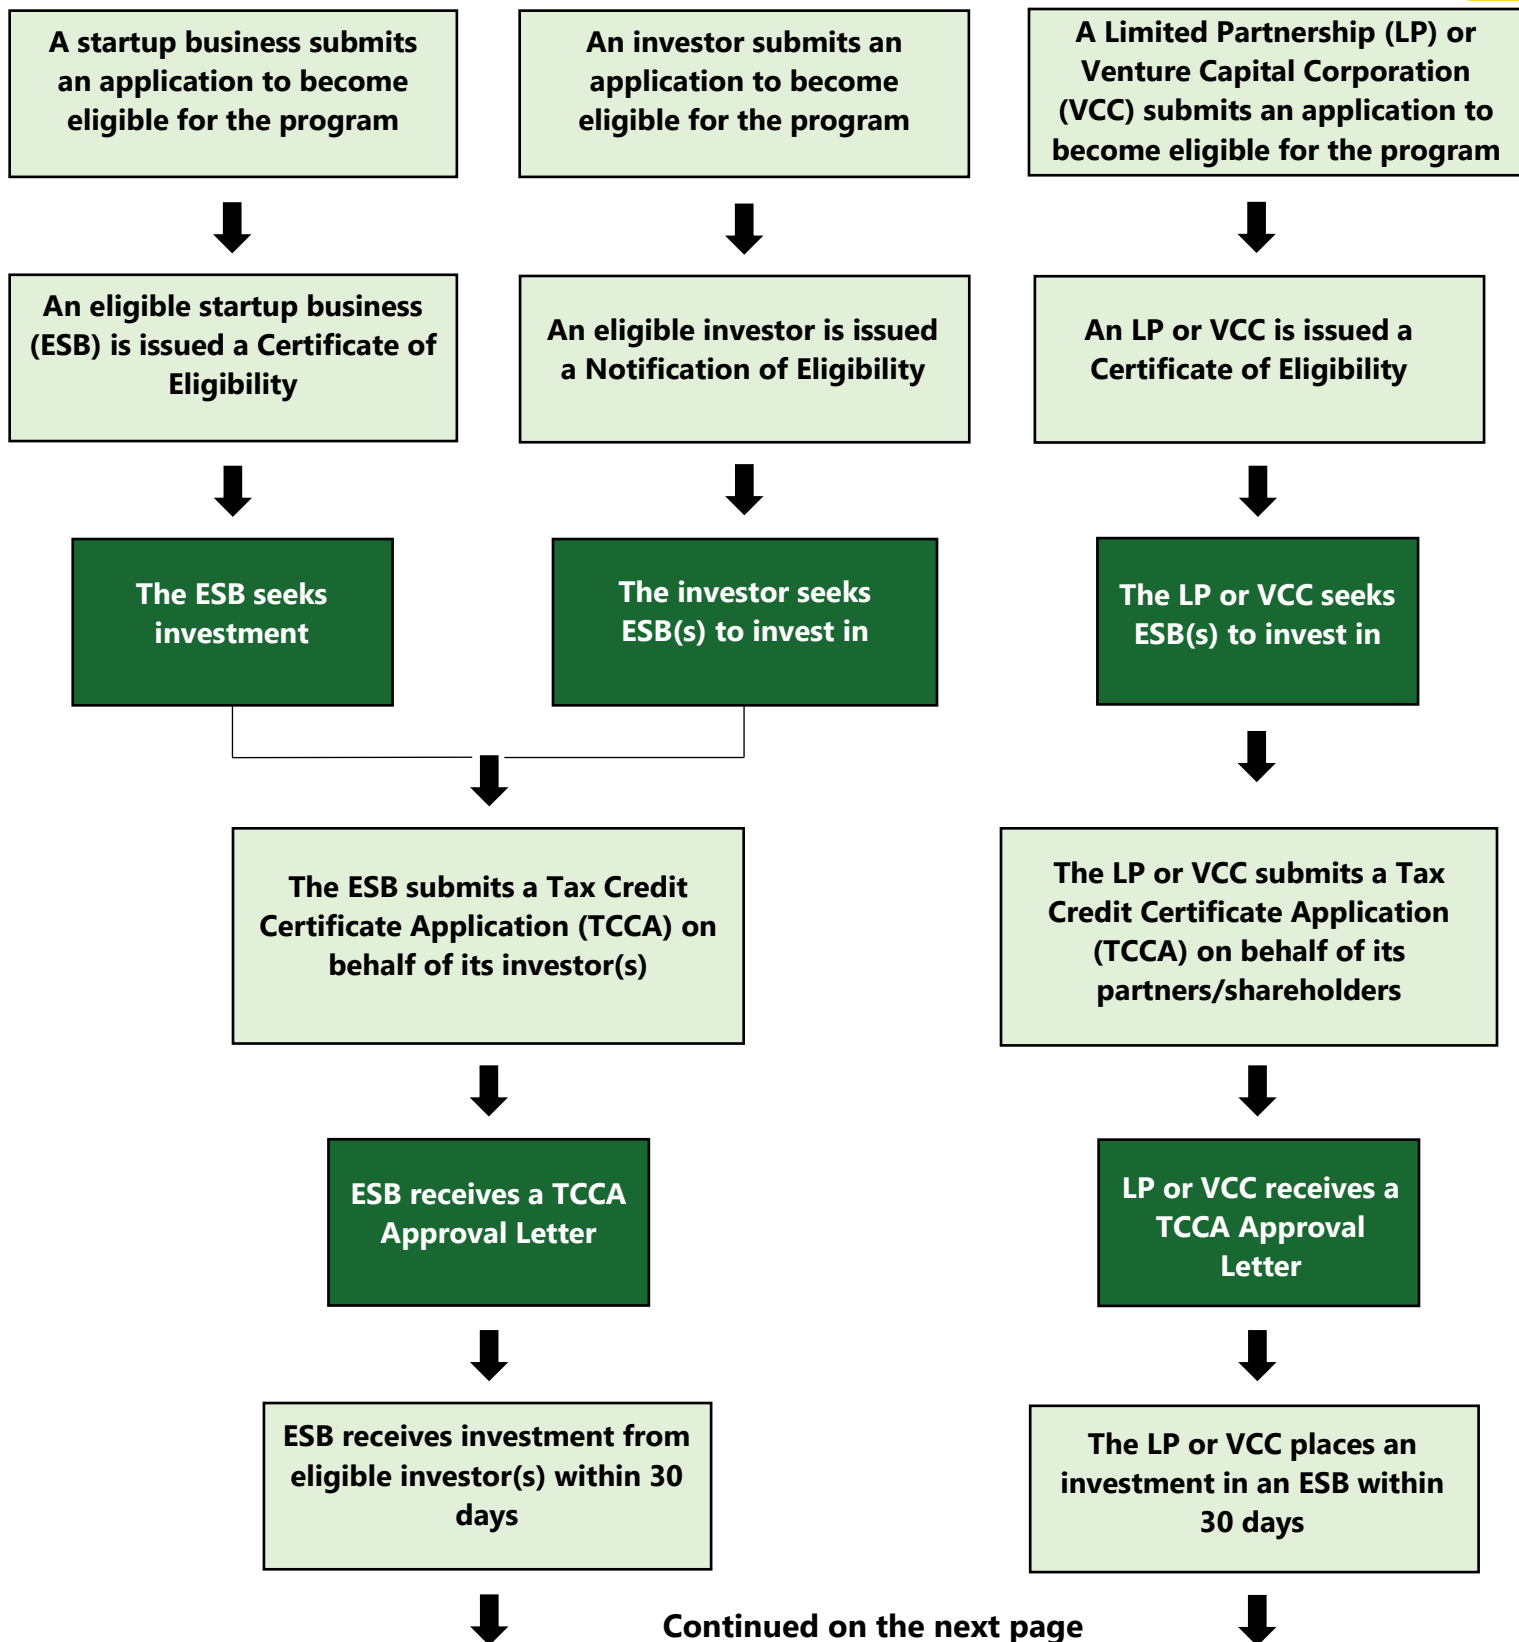 A startup business submits
an application to become
eligible for the program
An investor submits an
application to become
eligible for the program
A Limited Partnership (LP) or
Venture Capital Corporation
(VCC) submits an application to
become eligible for the program
An eligible startup business
(ESB) is issued a Certificate of
Eligibility
An eligible investor is issued
a Notification of Eligibility
An LP or VCC is issued a
Certificate of Eligibility
The ESB seeks
investment
The investor seeks
ESB(s) to invest in
The LP or VCC seeks
ESB(s) to invest in
The ESB submits a Tax Credit
Certificate Application (TCCA) on
behalf of its investor(s)
The LP or VCC submits a Tax
Credit Certificate Application
(TCCA) on behalf of its
partners/shareholders
ESB receives a TCCA
Approval Letter
LP or VCC receives a
TCCA Approval
Letter
ESB receives investment from
eligible investor(s) within 30
days
The LP or VCC places an
investment in an ESB within
30 days
Continued on the next page